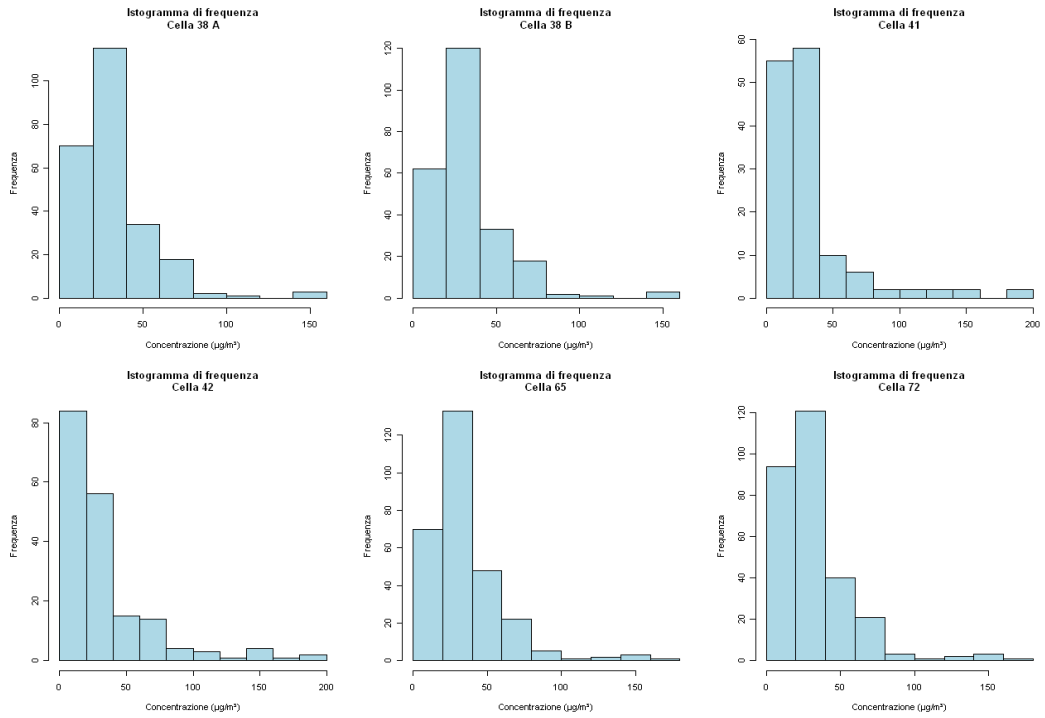 Istogramma di frequenza
Cella 38 A
Frequenza
0
20
40
60
80
100
0 50 100 150
Concentrazione (µg/m³)
Istogramma di frequenza
Cella 38 B
Frequenza
0
20
40
60
80
100
120
0 50 100 150
Concentrazione (µg/m³)
Istogramma di frequenza
Cella 41
Frequenza
0
10
20
30
40
50
60
0 50 100 150 200
Concentrazione (µg/m³)
Istogramma di frequenza
Cella 42
Frequenza
0
20
40
60
80
0 50 100 150 200
Concentrazione (µg/m³)
Istogramma di frequenza
Cella 65
Frequenza
0
20
40
60
80
100
120
0 50 100 150
Concentrazione (µg/m³)
Istogramma di frequenza
Cella 72
Frequenza
0
20
40
60
80
100
120
0 50 100 150
Concentrazione (µg/m³)